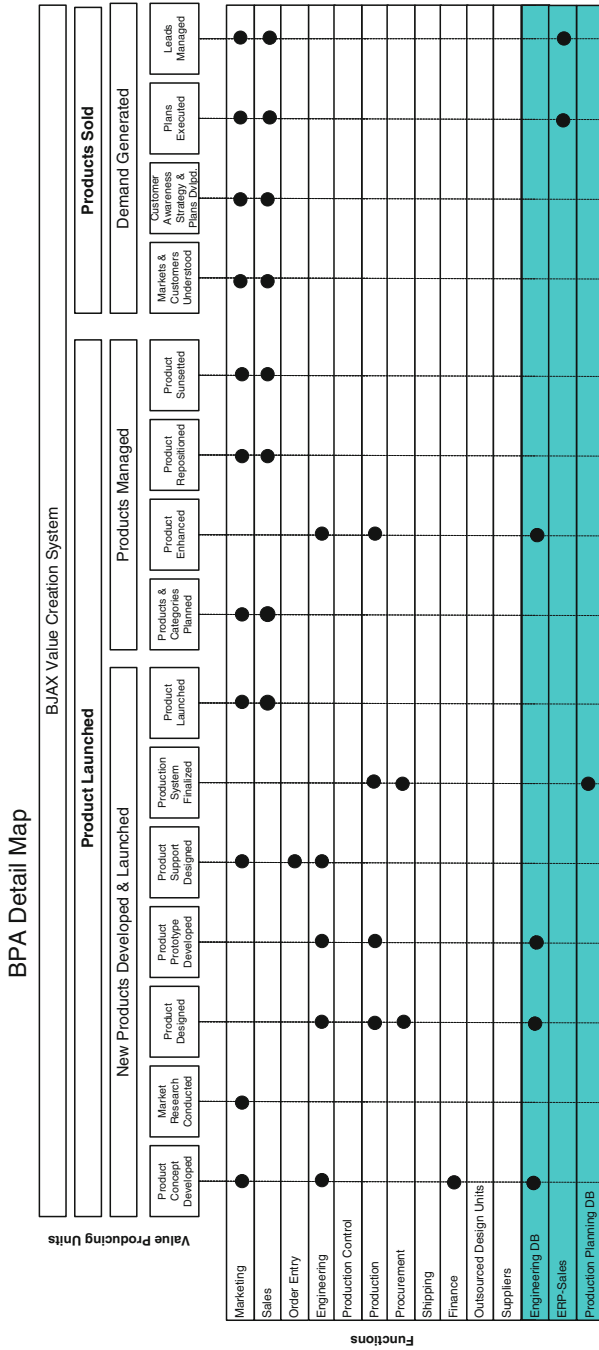 BPA Detail Map
Value Producing Units
BJAX Value Creation System
Product Launched
Products Sold
New Products Developed & Launched
Products Managed
Demand Generated
Product
Concept
Developed
Market
Research
Conducted
Product
Designed
Product
Prototype
Developed
Product
Support
Designed
Production
System
Finalized
Product
Launched
Products &
Categories
Planned
Product
Enhanced
Product
Repositioned
Product
Sunsetted
Markets &
Customers
Understood
Customer
Awareness
Strategy &
Plans Dvlpd.
Plans
Executed
Leads
Managed
Functions
Marketing
Sales
Order Entry
Engineering
Production Control
Production
Procurement
Shipping
Finance
Outsourced Design Units
Suppliers
Engineering DB
ERP-Sales
Production Planning DB